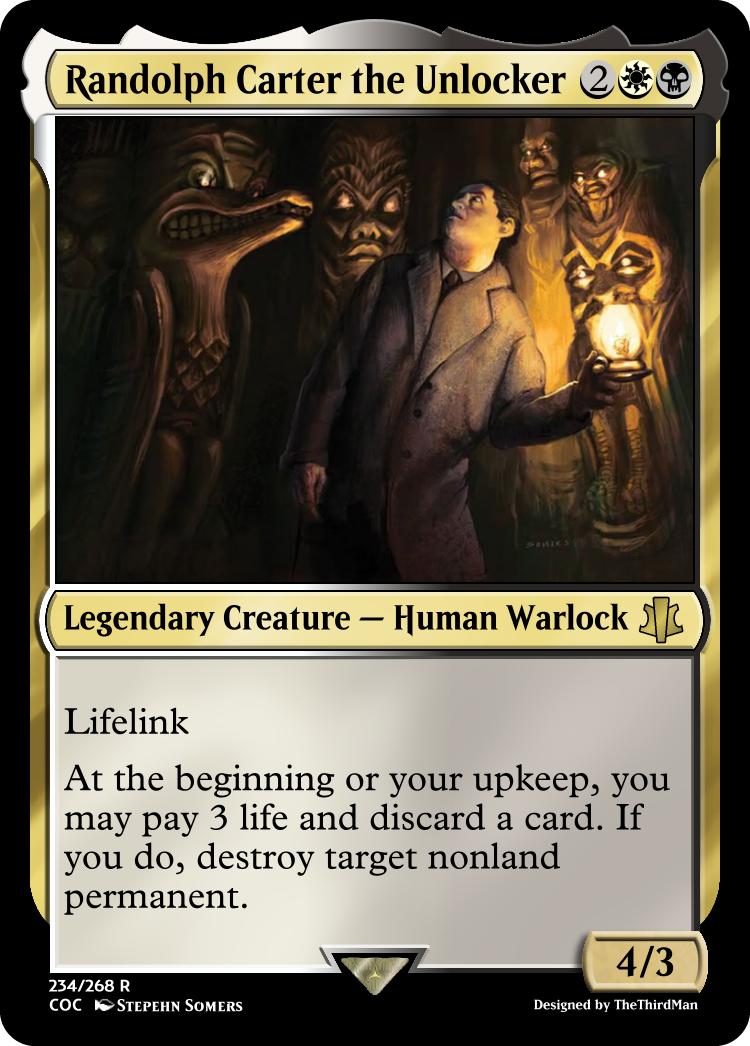 Randolph Carter the Unlocker 2
SOMERS
Legendary Creature — Human Warlock
Lifelink
At the beginning or your upkeep, you
may pay 3 life and discard a card. If
you do, destroy target nonland
permanent.
4/3
234/268 R
COC Stepehn Somers
Designed by TheThirdMan